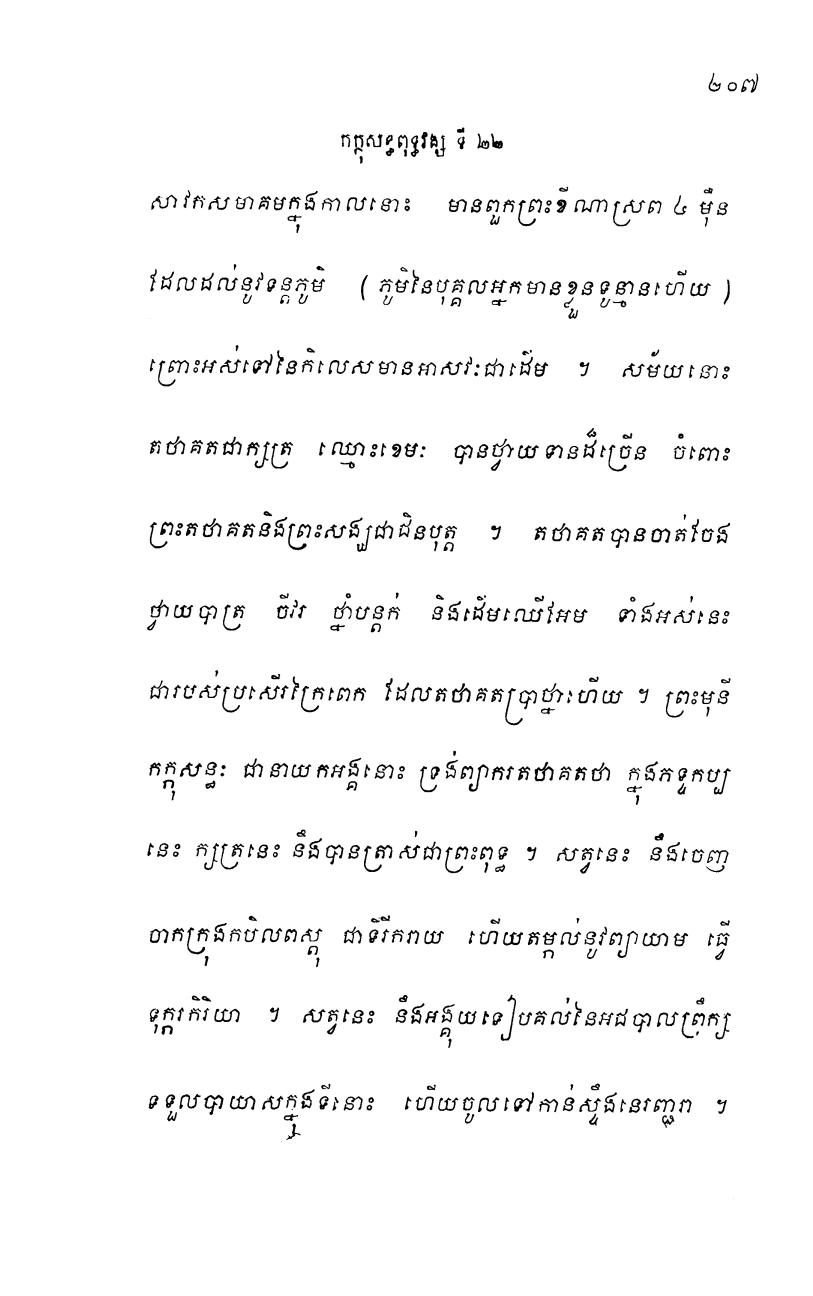 ២០៧
កក្កុសន្ធពុទ្ធវង្ស ទី ២២
សាវកសមាគមក្នុងកាលនោះ មានពួកព្រះខីណាស្រព ៤ ម៉ឺន
ដែលដល់នូវទន្តភូមិ ( ភូមិនៃបុគ្គលអ្នកមានខ្លួនទូន្មានហើយ )
ព្រោះអស់ទៅនៃកិលេសមានអាសវៈជាដើម ។ សម័យនោះ
តថាគតជាក្សត្រ ឈ្មោះខេមៈ បានថ្វាយទានដ៏ច្រើន ចំពោះ
ព្រះតថាគតនិងព្រះសង្ឃជាជិនបុត្ត ។ តថាគតបានចាត់ចែង
ថ្វាយបាត្រ ចីវរ ថ្នាំបន្តក់ និងដើមឈើអែម ទាំងអស់នេះ
ជារបស់ប្រសើរក្រៃពេក ដែលតថាគតប្រាថ្នាហើយ ។ ព្រះមុនី
កក្កុសន្ធៈ ជានាយកអង្គនោះ ទ្រង់ព្យាករតថាគតថា ក្នុងភទ្ទកប្ប
នេះ ក្សត្រនេះ នឹងបានត្រាស់ជាព្រះពុទ្ធ ។ សត្វនេះ នឹងចេញ
ចាកក្រុងកបិលពស្តុ ជាទីរីករាយ ហើយតម្កល់នូវព្យាយាម ធ្វើ
ទុក្ករកិរិយា ។ សត្វនេះ នឹងអង្គុយទៀបគល់នៃអជបាលព្រឹក្ស
ទទួលបាយាសក្នុងទីនោះ ហើយចូលទៅកាន់ស្ទឹងនេរញ្ជរា ។